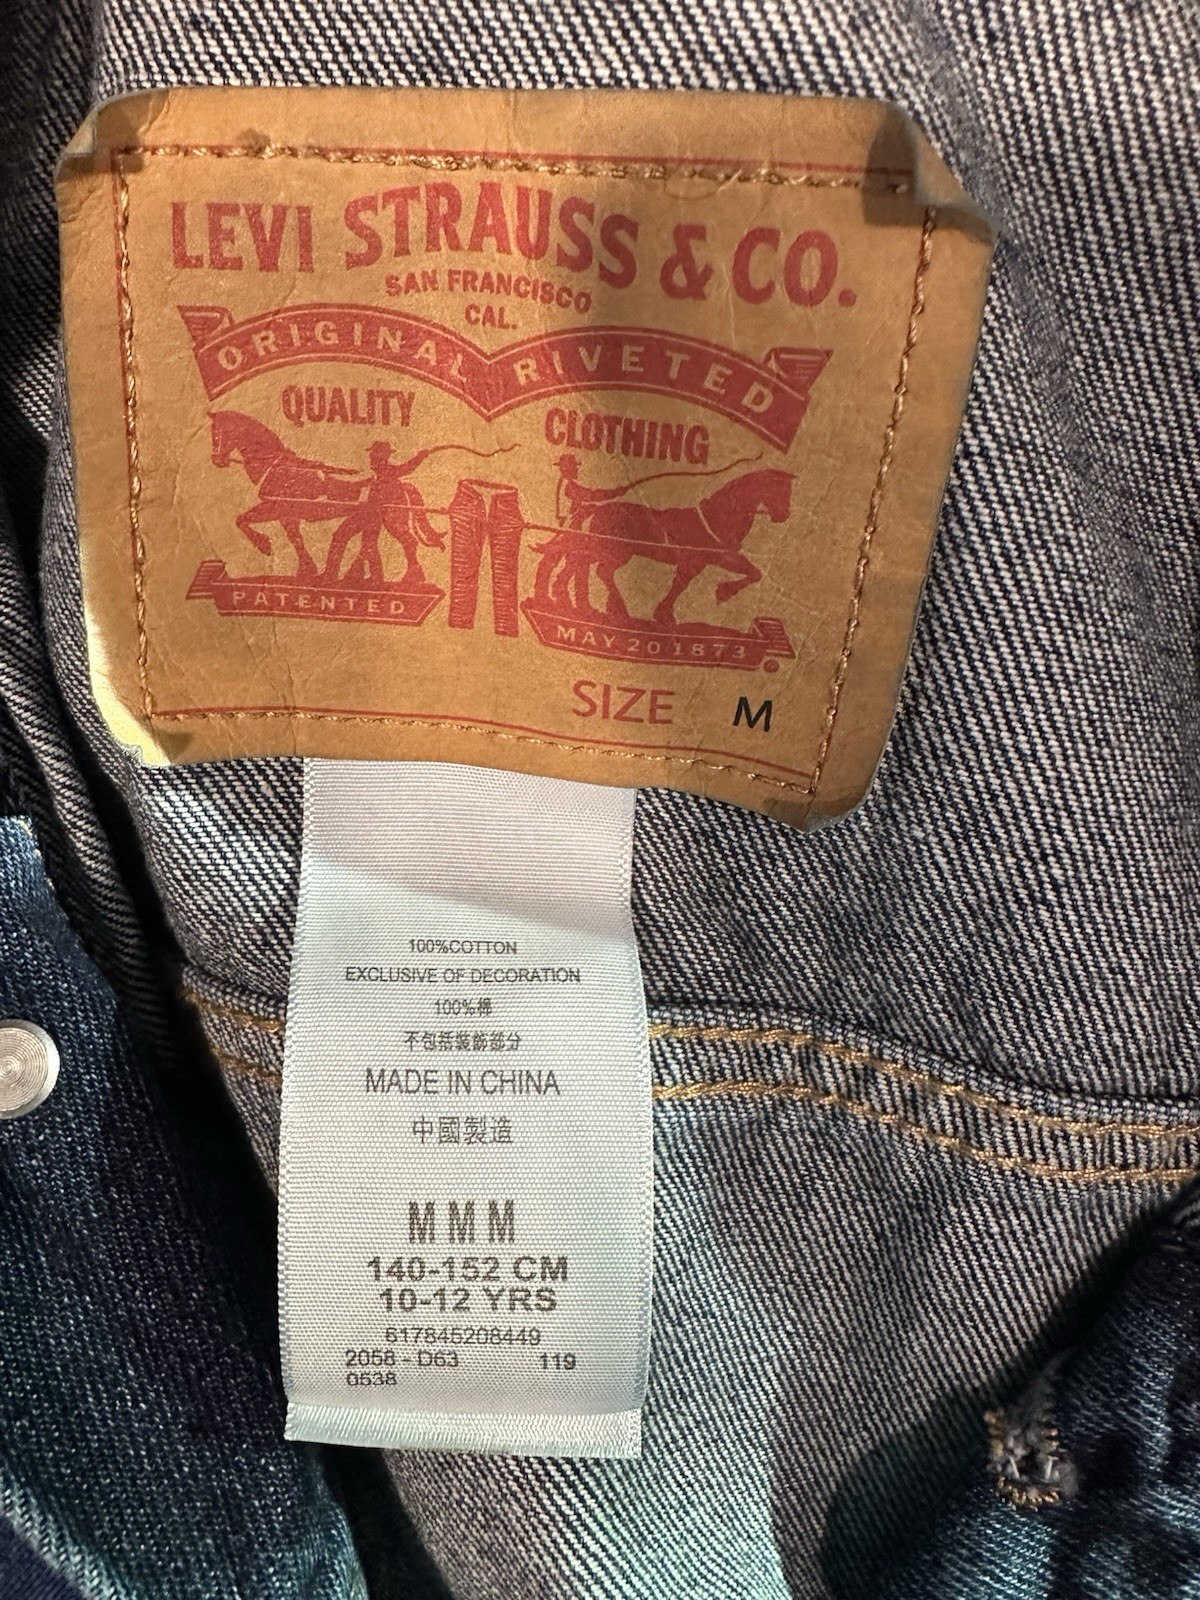 LEVI STRAUSS & CO.
SAN FRANCISCO
CAL.
ORIGINAL RIVETED
QUALITY CLOTHING
PATENTED MAY 20 1873 ®
SIZE M
100%COTTON
EXCLUSIVE OF DECORATION
100%棉
不包括裝飾部分
MADE IN CHINA
中國製造
M M M
140-152 CM
10-12 YRS
617845208449
2058 - D63 119
0538